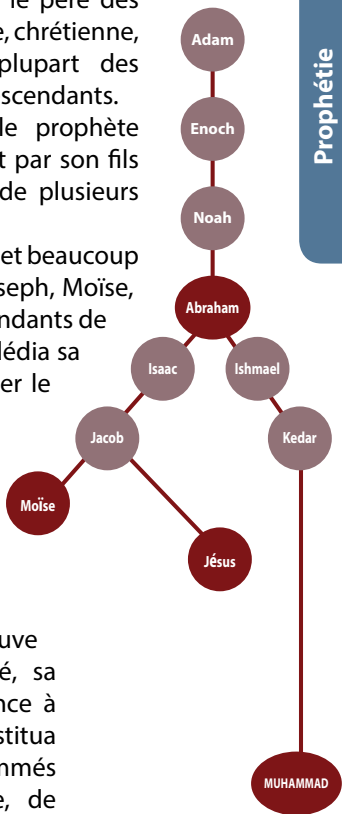 le père des
e, chrétienne,
plupart des
scendants.
le prophète
t par son fils
de plusieurs
et beaucoup
seph, Moïse,
ndants de
lédia sa
er le
uve
é, sa
nce à
stitua
mmés
e, de
Prophétie
Adam
Enoch
Noah
Abraham
Isaac
Ishmael
Jacob
Kedar
Moïse
Jésus
MUHAMMAD